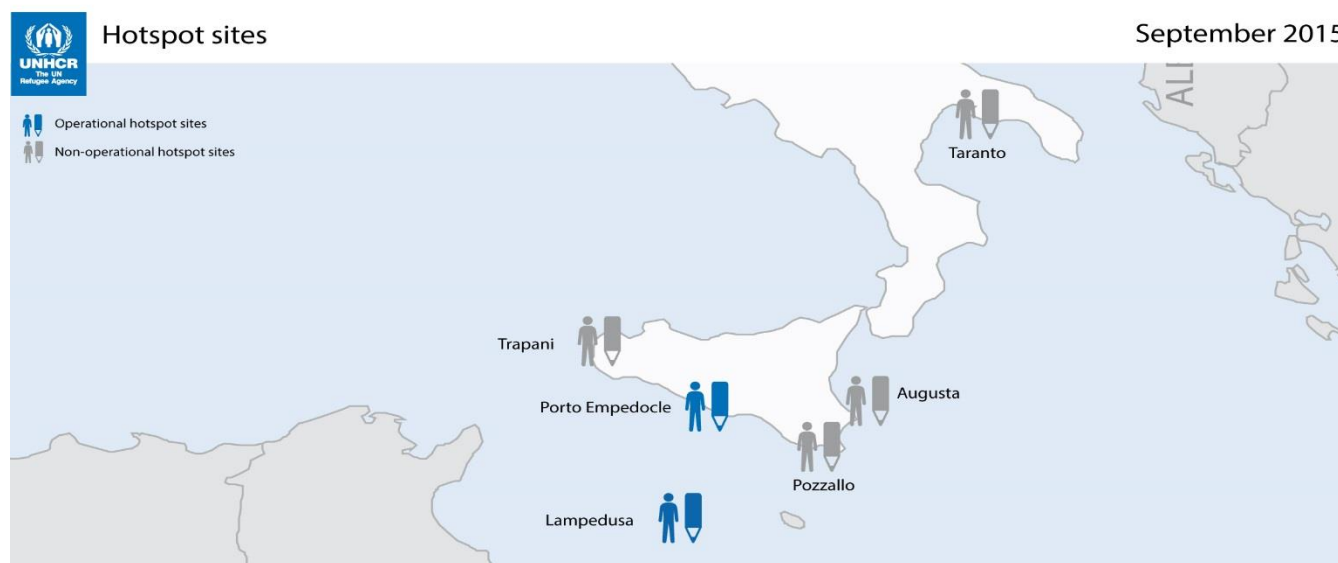 UNHCR
The UN
Refugee Agency
Hotspot sites
September 2015
Operational hotspot sites
Non-operational hotspot sites
ALB
Taranto
Trapani
Porto Empedocle
Augusta
Pozzallo
Lampedusa